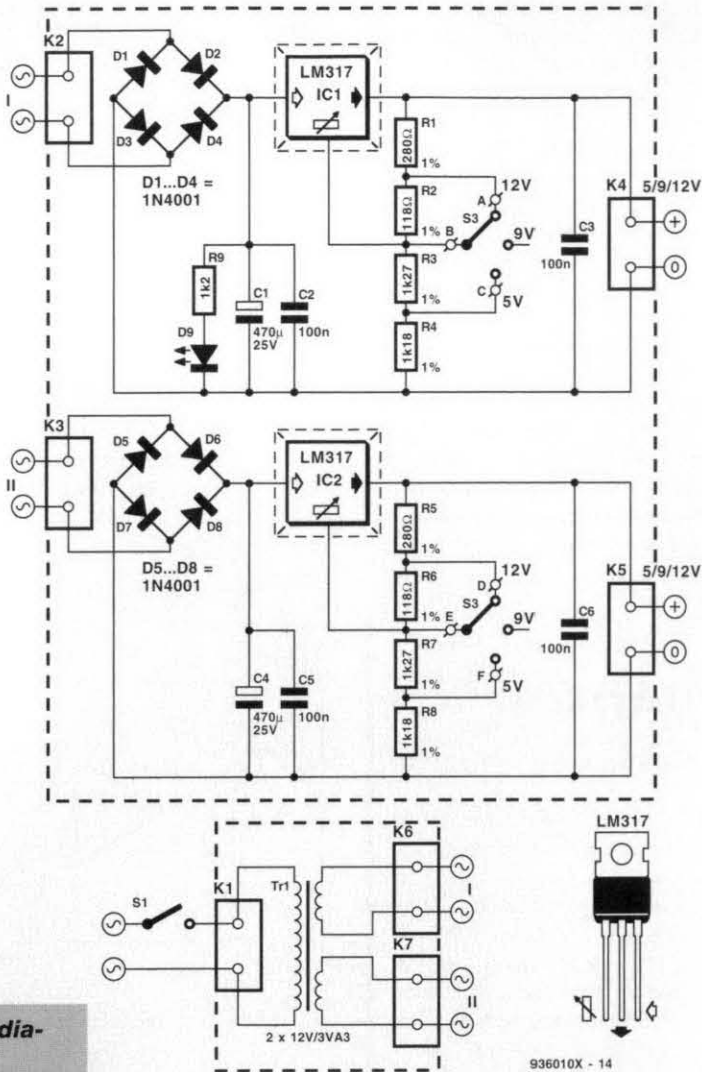 K2
I
D1
D2
D3
D4
D1...D4 =
1N4001
LM317
IC1
R1
280Ω
1%
R2
118Ω
1%
R3
1k27
1%
R4
1k18
1%
12V
A
S3
B
9V
C
5V
C3
100n
K4
5/9/12V
+
0
R9
1k2
D9
C1
470µ
25V
C2
100n
K3
II
D5
D6
D7
D8
D5...D8 =
1N4001
LM317
IC2
R5
280Ω
1%
R6
118Ω
1%
R7
1k27
1%
R8
1k18
1%
12V
D
S3
E
9V
F
5V
C6
100n
K5
5/9/12V
+
0
C4
470µ
25V
C5
100n
S1
K1
Tr1
K6
I
K7
II
2 x 12V/3VA3
LM317
dia-
936010X - 14